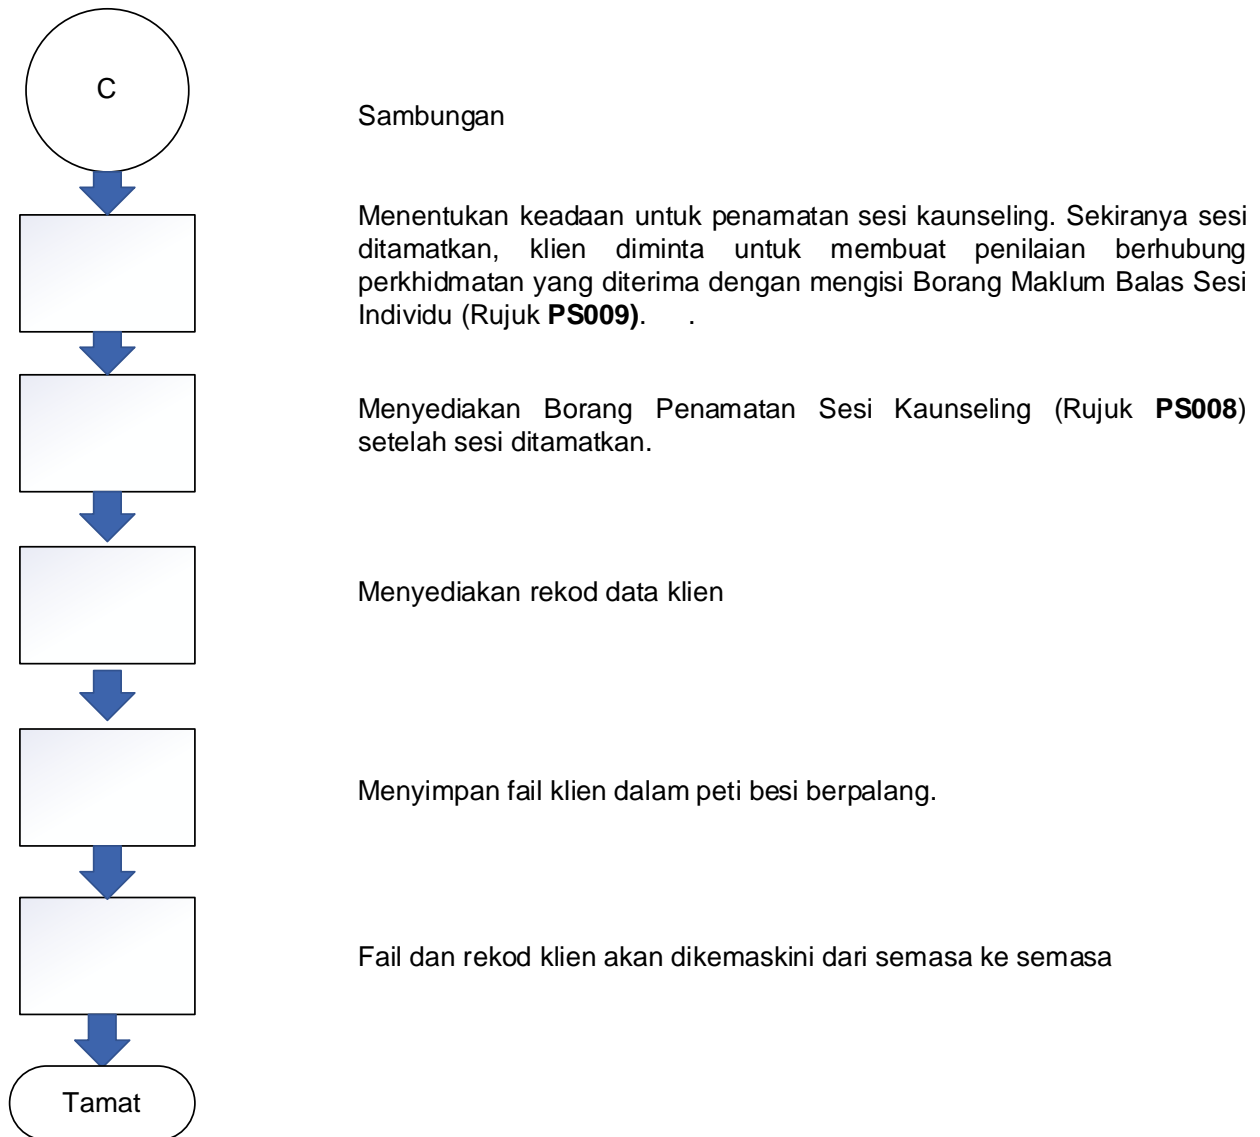 C
Sambungan
Menentukan keadaan untuk penamatan sesi kaunseling. Sekiranya sesi
ditamatkan, klien diminta untuk membuat penilaian berhubung
perkhidmatan yang diterima dengan mengisi Borang Maklum Balas Sesi
Individu (Rujuk PS009). .
Menyediakan Borang Penamatan Sesi Kaunseling (Rujuk PS008)
setelah sesi ditamatkan.
Menyediakan rekod data klien
Menyimpan fail klien dalam peti besi berpalang.
Fail dan rekod klien akan dikemaskini dari semasa ke semasa
Tamat